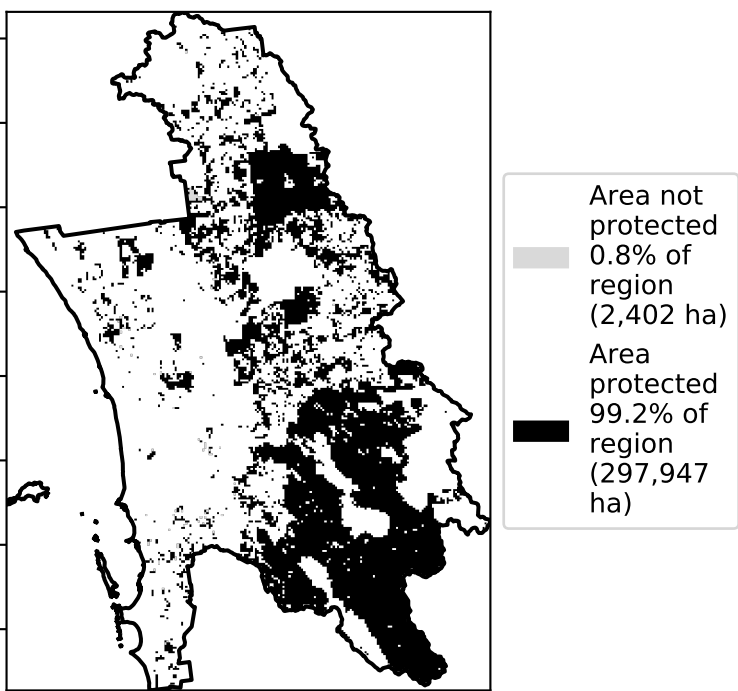 Area not
protected
0.8% of
region
(2,402 ha)
Area
protected
99.2% of
region
(297,947
ha)